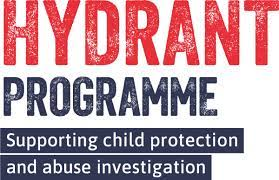 HYDRANT
PROGRAMME
Supporting child protection
and abuse investigation